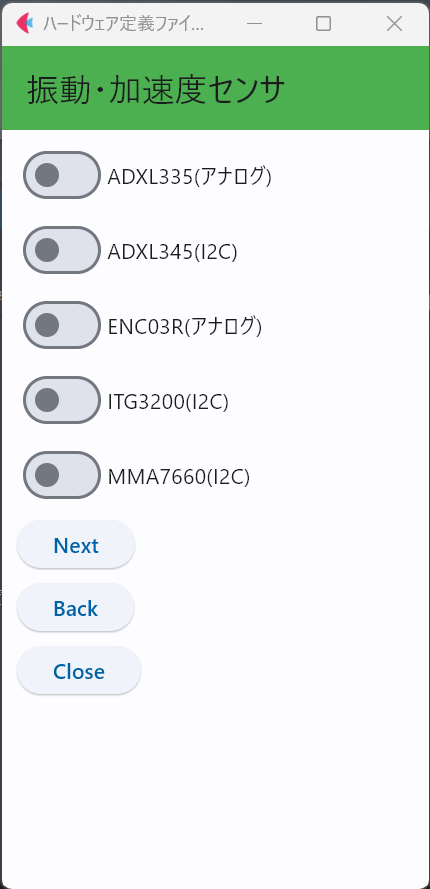 ハードウェア定義ファイ...
振動・加速度センサ
ADXL335(アナログ)
ADXL345(I2C)
ENC03R(アナログ)
ITG3200(I2C)
MMA7660(I2C)
Next
Back
Close